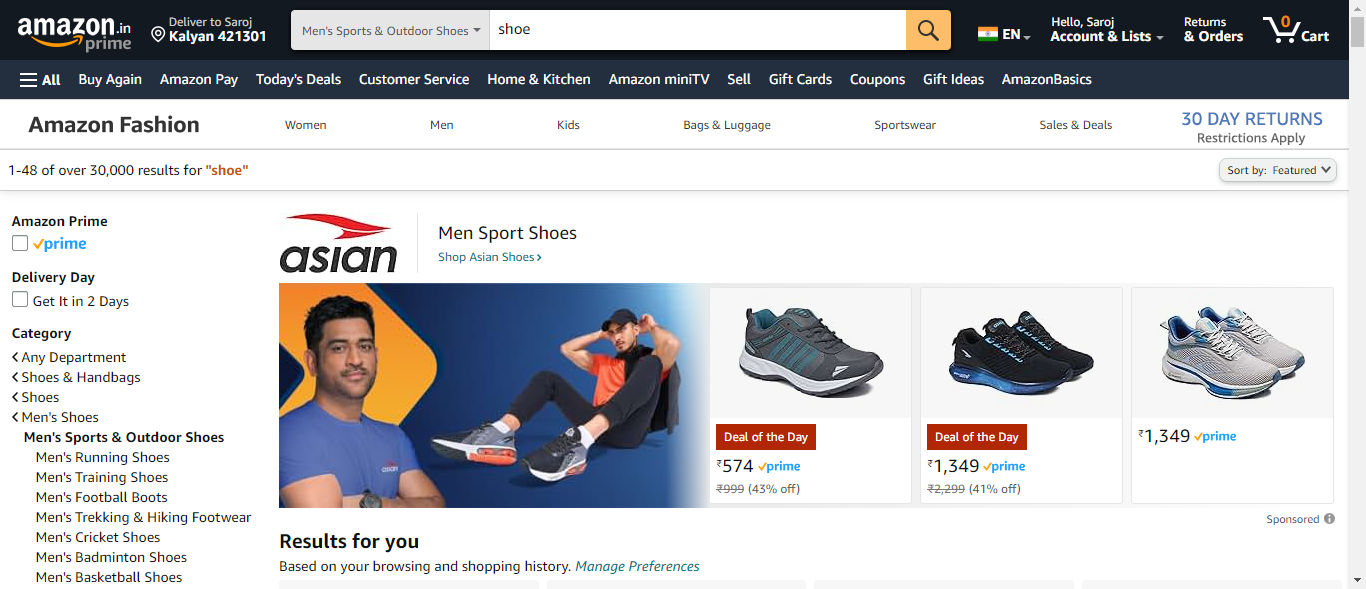 amazon.in
prime
Deliver to Saroj
Kalyan 421301
Men's Sports & Outdoor Shoes
shoe
EN
Hello, Saroj
Account & Lists
Returns
& Orders
0
Cart
All
Buy Again
Amazon Pay
Today's Deals
Customer Service
Home & Kitchen
Amazon miniTV
Sell
Gift Cards
Coupons
Gift Ideas
AmazonBasics
Amazon Fashion
Women
Men
Kids
Bags & Luggage
Sportswear
Sales & Deals
30 DAY RETURNS
Restrictions Apply
1-48 of over 30,000 results for "shoe"
Sort by: Featured
Amazon Prime
prime
Delivery Day
Get It in 2 Days
Category
Any Department
Shoes & Handbags
Shoes
Men's Shoes
Men's Sports & Outdoor Shoes
Men's Running Shoes
Men's Training Shoes
Men's Football Boots
Men's Trekking & Hiking Footwear
Men's Cricket Shoes
Men's Badminton Shoes
Men's Basketball Shoes
asian
Men Sport Shoes
Shop Asian Shoes
asian
Deal of the Day
₹574 prime
₹999 (43% off)
Deal of the Day
₹1,349 prime
₹2,299 (41% off)
₹1,349 prime
Sponsored
Results for you
Based on your browsing and shopping history. Manage Preferences